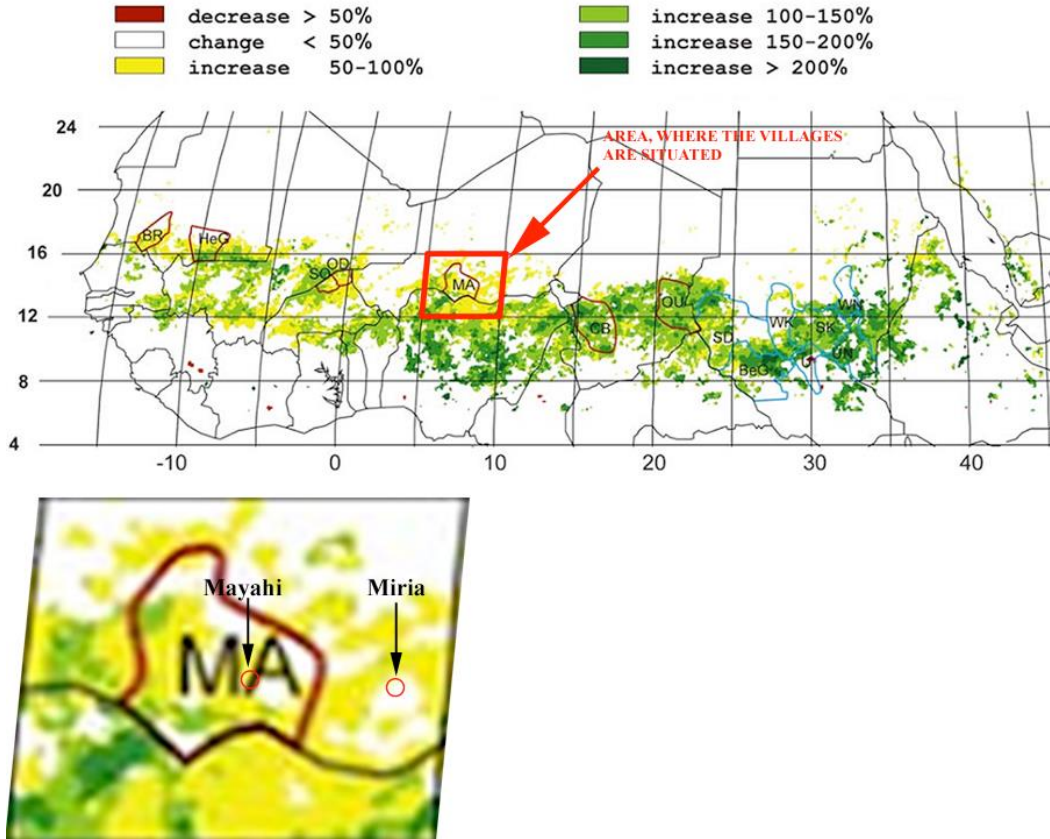 decrease > 50%
change < 50%
increase 50-100%
increase 100-150%
increase 150-200%
increase > 200%
24
AREA, WHERE THE VILLAGES
ARE SITUATED
20
BR
HeG
16
OD
SO
MA
OU
WN
12
CB
WK
SK
SD
UN
BeG
8
4
-10
0
10
20
30
40
Mayahi
Miria
MA